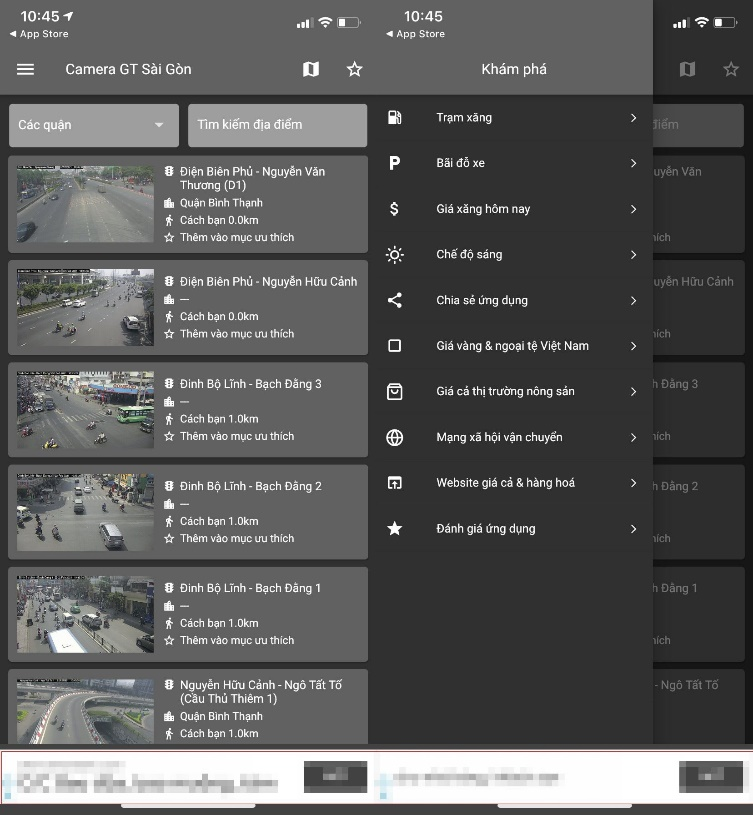 10:45
App Store
Camera GT Sài Gòn
Các quận
Tìm kiếm địa điểm
Điện Biên Phủ - Nguyễn Văn
Thương (D1)
Quận Bình Thạnh
Cách bạn 0.0km
Thêm vào mục ưu thích
Điện Biên Phủ - Nguyễn Hữu Cảnh
---
Cách bạn 0.0km
Thêm vào mục ưu thích
Đinh Bộ Lĩnh - Bạch Đằng 3
---
Cách bạn 1.0km
Thêm vào mục ưu thích
Đinh Bộ Lĩnh - Bạch Đằng 2
---
Cách bạn 1.0km
Thêm vào mục ưu thích
Đinh Bộ Lĩnh - Bạch Đằng 1
---
Cách bạn 1.0km
Thêm vào mục ưu thích
Nguyễn Hữu Cảnh - Ngô Tất Tố
(Cầu Thủ Thiêm 1)
Quận Bình Thạnh
Cách bạn 1.0km
10:45
App Store
Khám phá
Trạm xăng
Bãi đỗ xe
Giá xăng hôm nay
Chế độ sáng
Chia sẻ ứng dụng
Giá vàng & ngoại tệ Việt Nam
Giá cả thị trường nông sản
Mạng xã hội vận chuyển
Website giá cả & hàng hoá
Đánh giá ứng dụng
điểm
uyễn Văn
hích
uyễn Hữu Cảnh
hích
h Đằng 3
hích
h Đằng 2
hích
h Đằng 1
hích
- Ngô Tất Tố